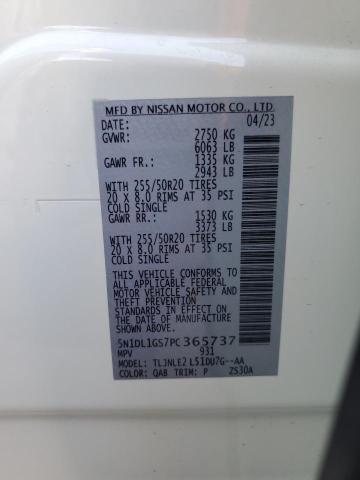 MFD BY NISSAN MOTOR CO., LTD
DATE: 04/23
GVWR: 2750 KG
6063 LB
GAWR FR.: 1335 KG
2943 LB
WITH 255/50R20 TIRES
20 X 8.0 RIMS AT 35 PSI
COLD SINGLE
GAWR RR.: 1530 KG
3373 LB
WITH 255/50R20 TIRES
20 X 8.0 RIMS AT 35 PSI
COLD SINGLE
THIS VEHICLE CONFORMS TO
ALL APPLICABLE FEDERAL
MOTOR VEHICLE SAFETY AND
THEFT PREVENTION
STANDARDS IN EFFECT ON
THE DATE OF MANUFACTURE
SHOWN ABOVE.
5N1DL1GS7PC365737
MPV 931
MODEL: TLJNLE2 L51DU7G--AA
COLOR: QAB TRIM: P ZS30A